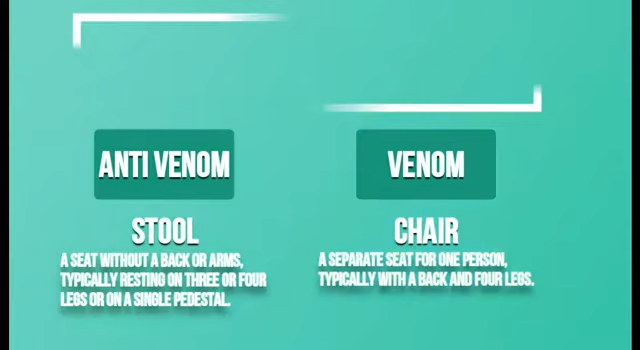 ANTI VENOM
STOOL
A SEAT WITHOUT A BACK OR ARMS,
TYPICALLY RESTING ON THREE OR FOUR
LEGS OR ON A SINGLE PEDESTAL.
VENOM
CHAIR
A SEPARATE SEAT FOR ONE PERSON,
TYPICALLY WITH A BACK AND FOUR LEGS.